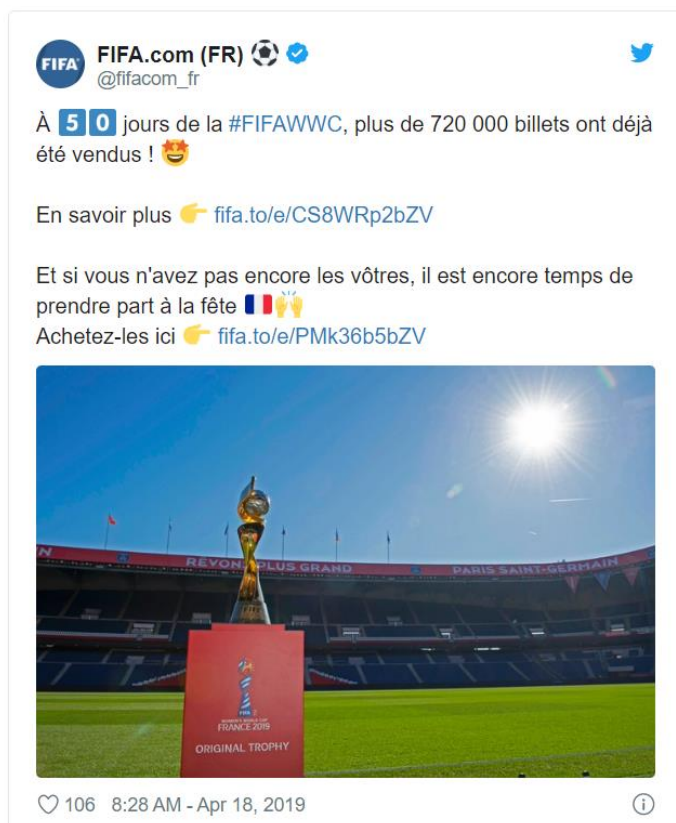 FIFA.com (FR) ⚽
FIFA
@fifacom_fr
À 5️⃣0️⃣ jours de la #FIFAWWC, plus de 720 000 billets ont déjà
été vendus ! 🤩
En savoir plus 👉 fifa.to/e/CS8WRp2bZV
Et si vous n'avez pas encore les vôtres, il est encore temps de
prendre part à la fête 🇫🇷🙌
Achetez-les ici 👉 fifa.to/e/PMk36b5bZV
RÊVONS PLUS GRAND PARIS SAINT-GERMAIN
FIFA
WOMEN'S WORLD CUP
FRANCE 2019
ORIGINAL TROPHY
106 8:28 AM - Apr 18, 2019